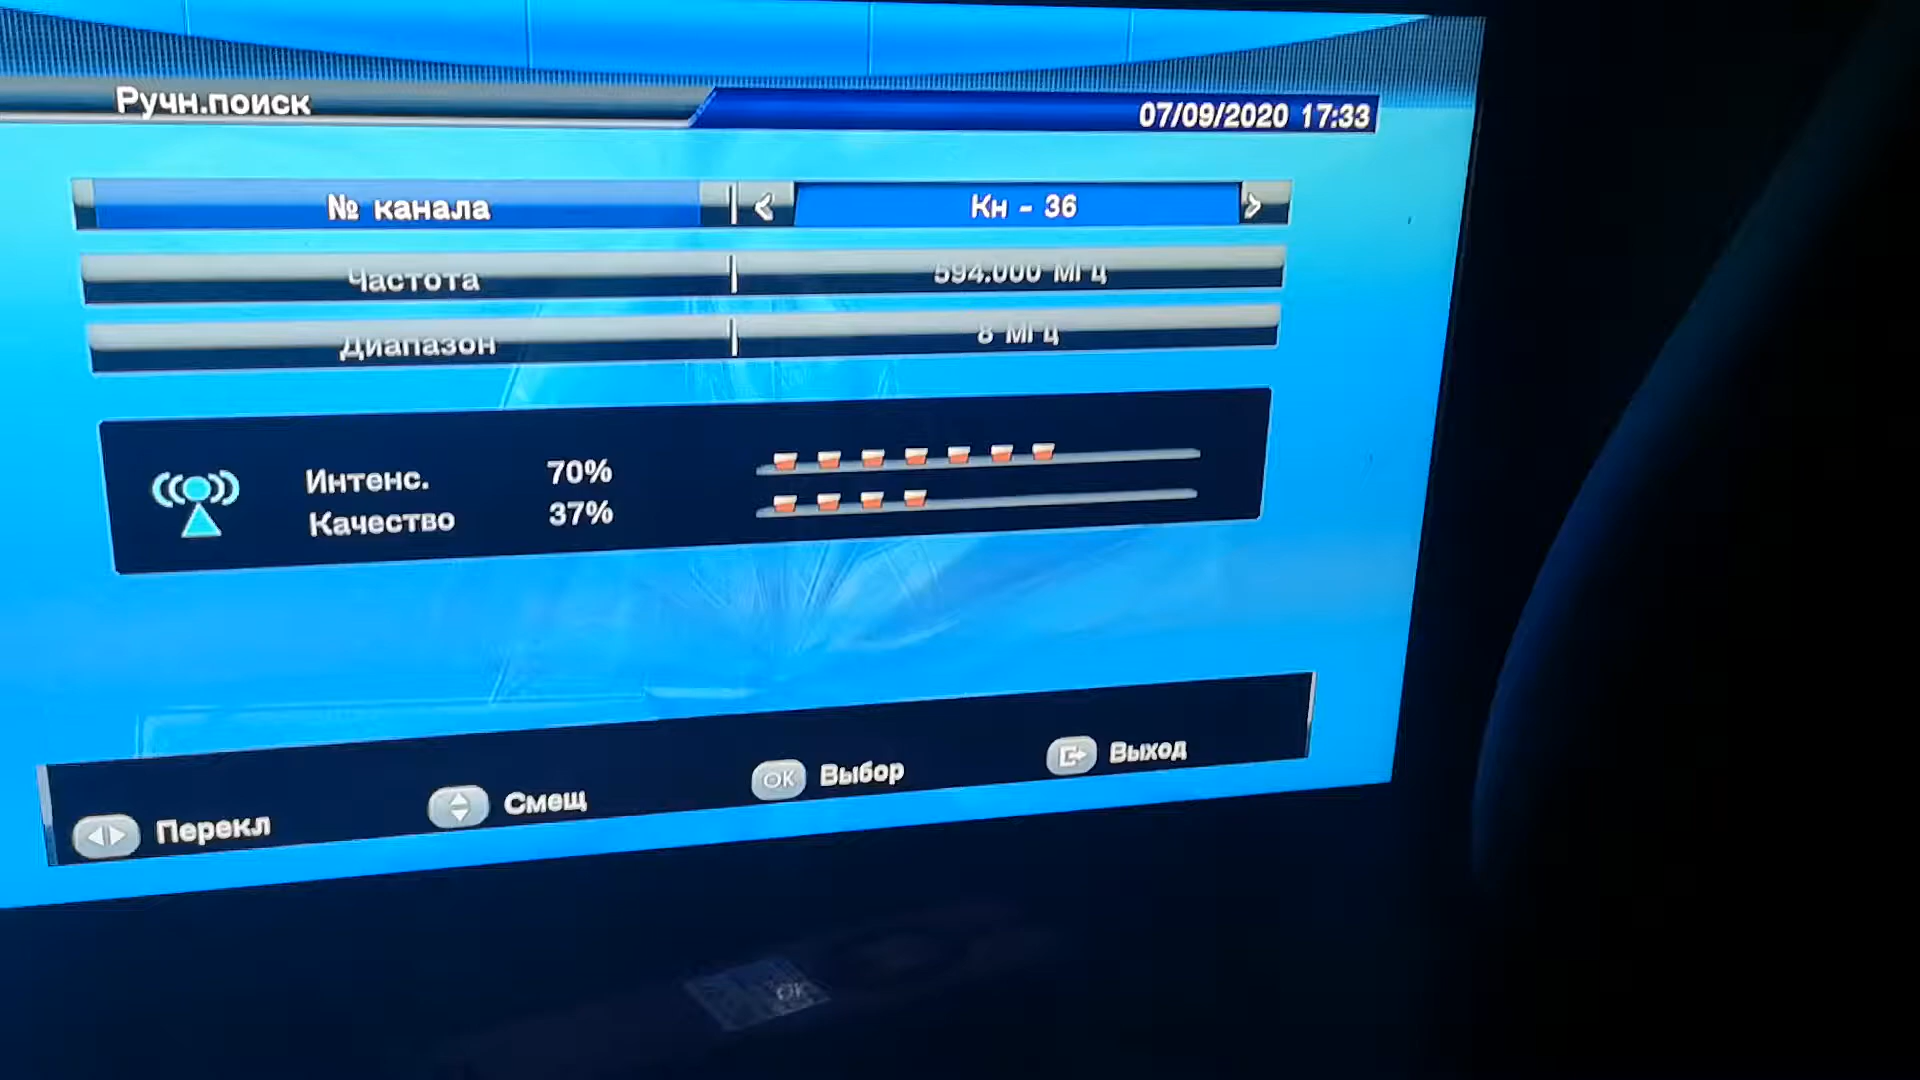 Ручн.поиск
07/09/2020 17:33
№ канала
Кн - 36
Частота
594.000 МГц
Диапазон
8 МГц
Интенс. 70%
Качество 37%
Перекл
Смещ
OK Выбор
Выход
OK